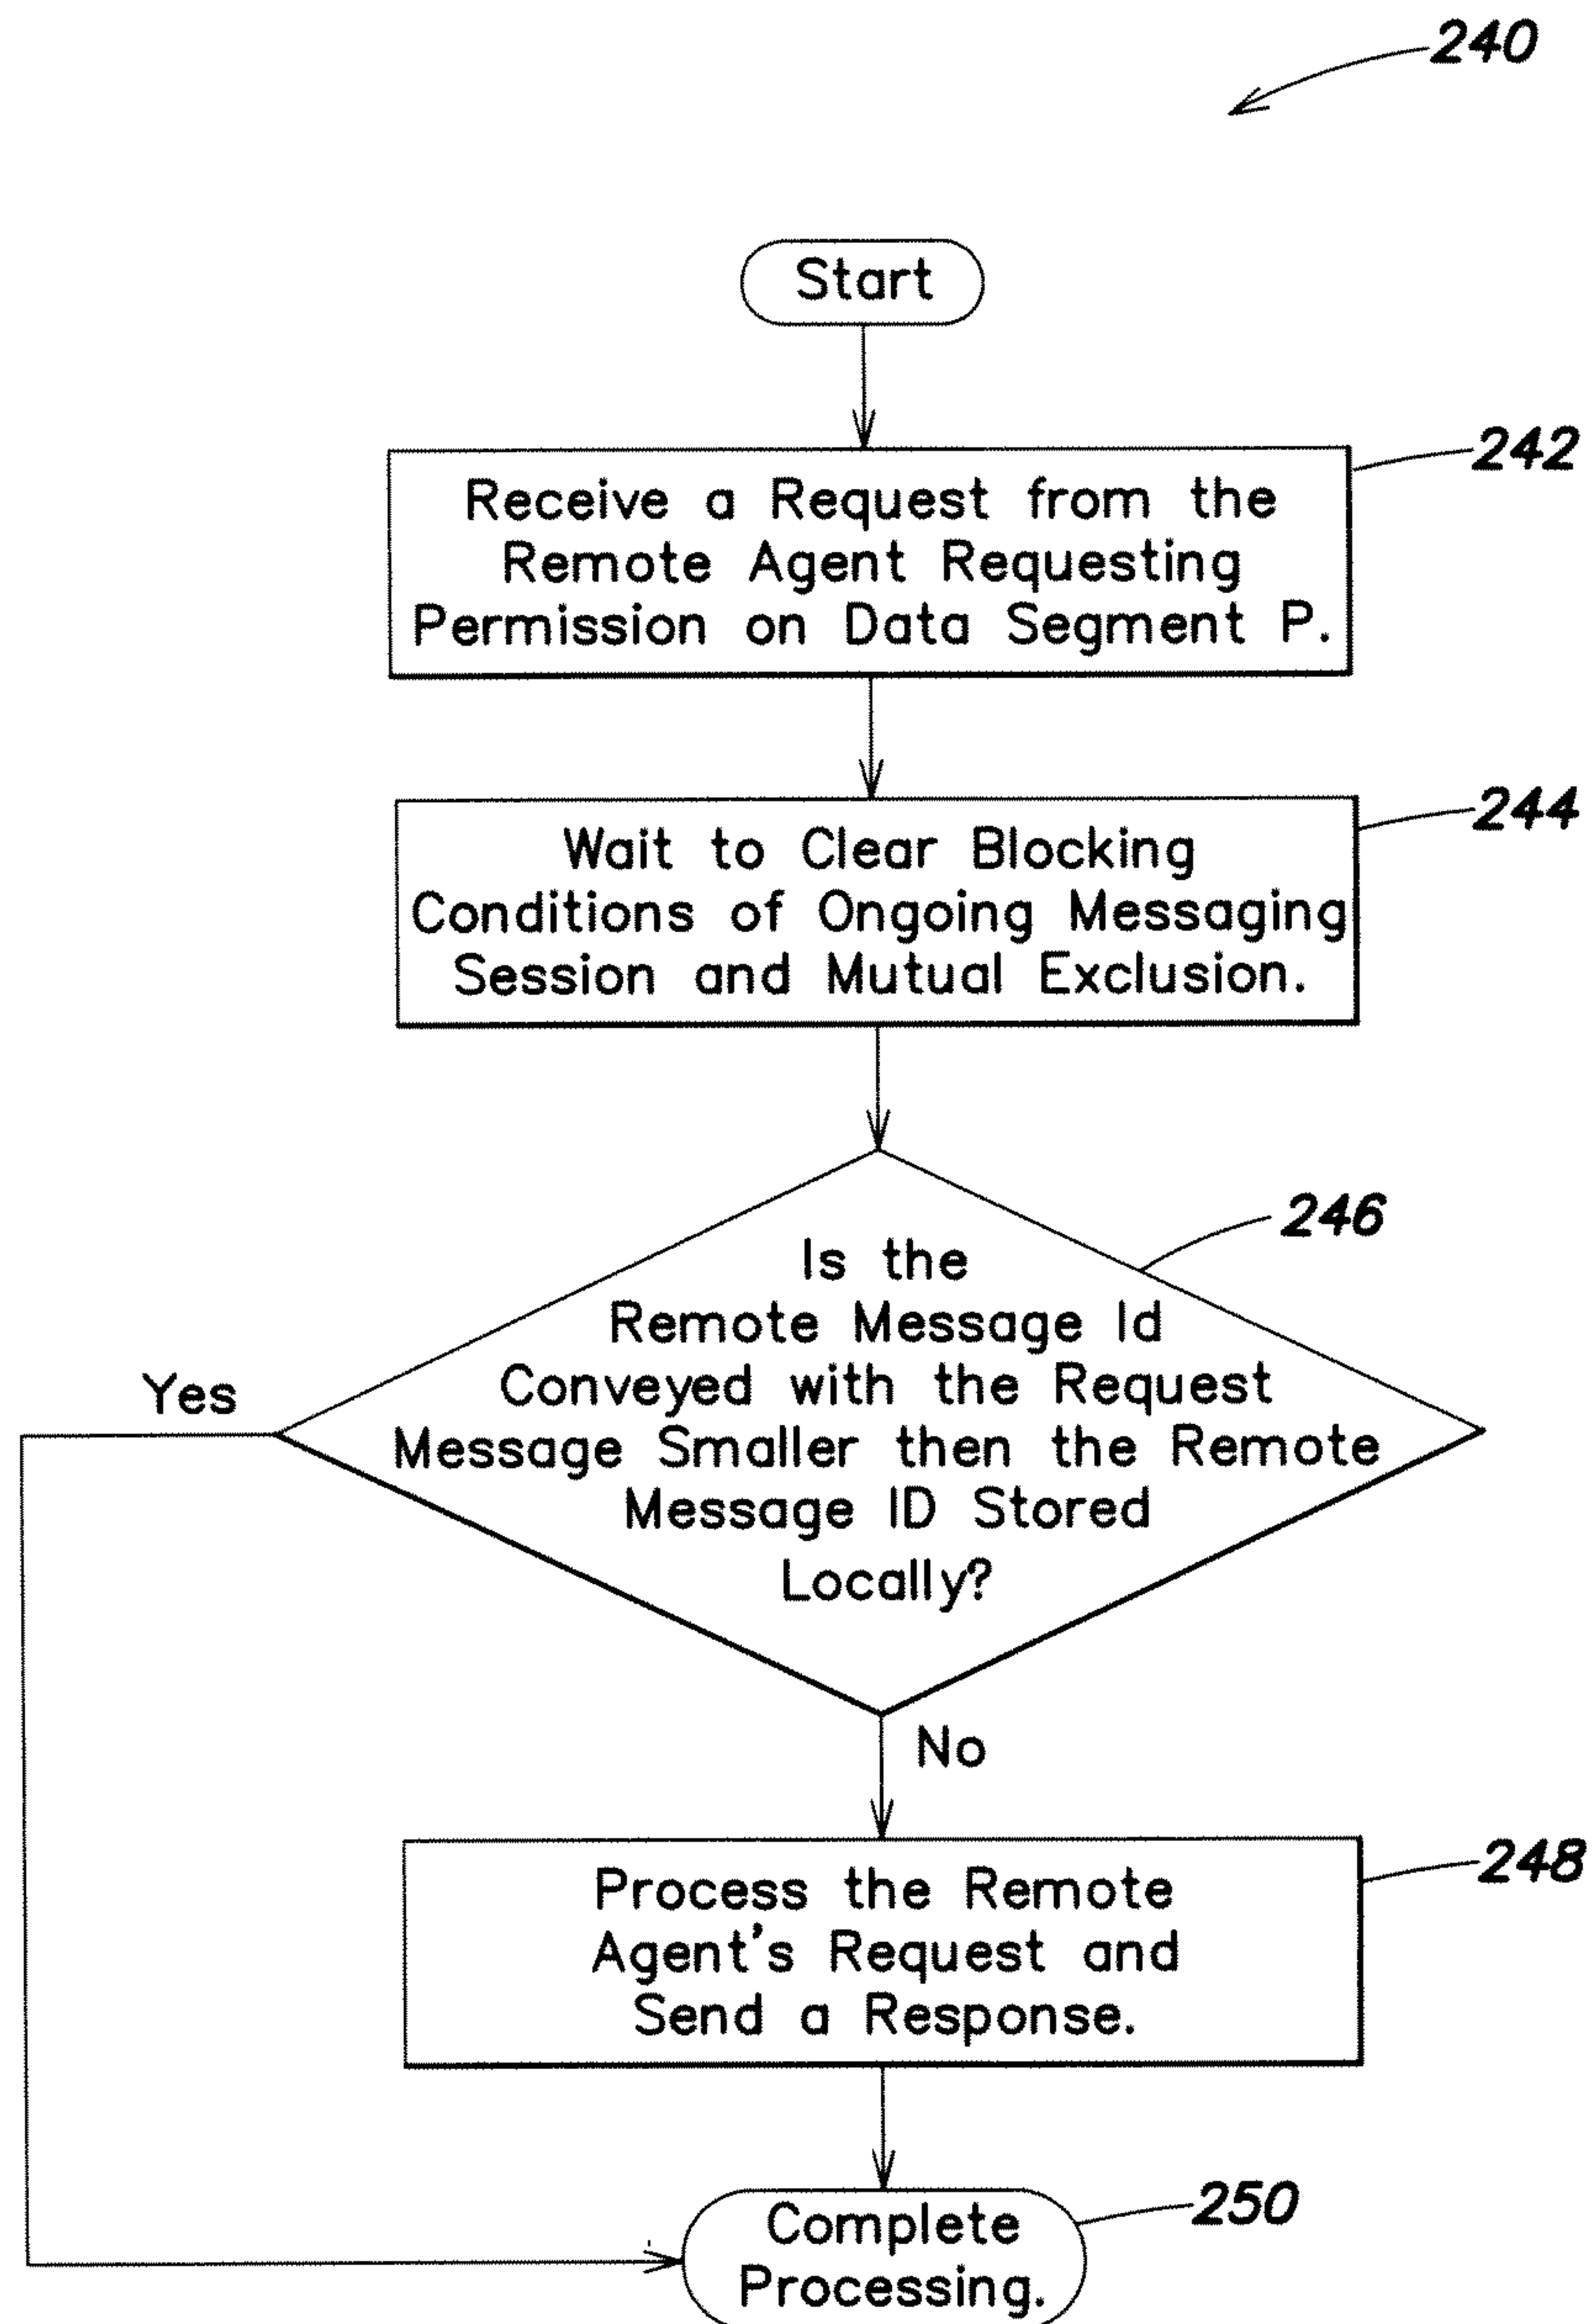 240
Start
242
Receive a Request from the
Remote Agent Requesting
Permission on Data Segment P.
244
Wait to Clear Blocking
Conditions of Ongoing Messaging
Session and Mutual Exclusion.
246
Is the
Remote Message Id
Conveyed with the Request
Message Smaller then the Remote
Message ID Stored
Locally?
Yes
No
248
Process the Remote
Agent's Request and
Send a Response.
250
Complete
Processing.